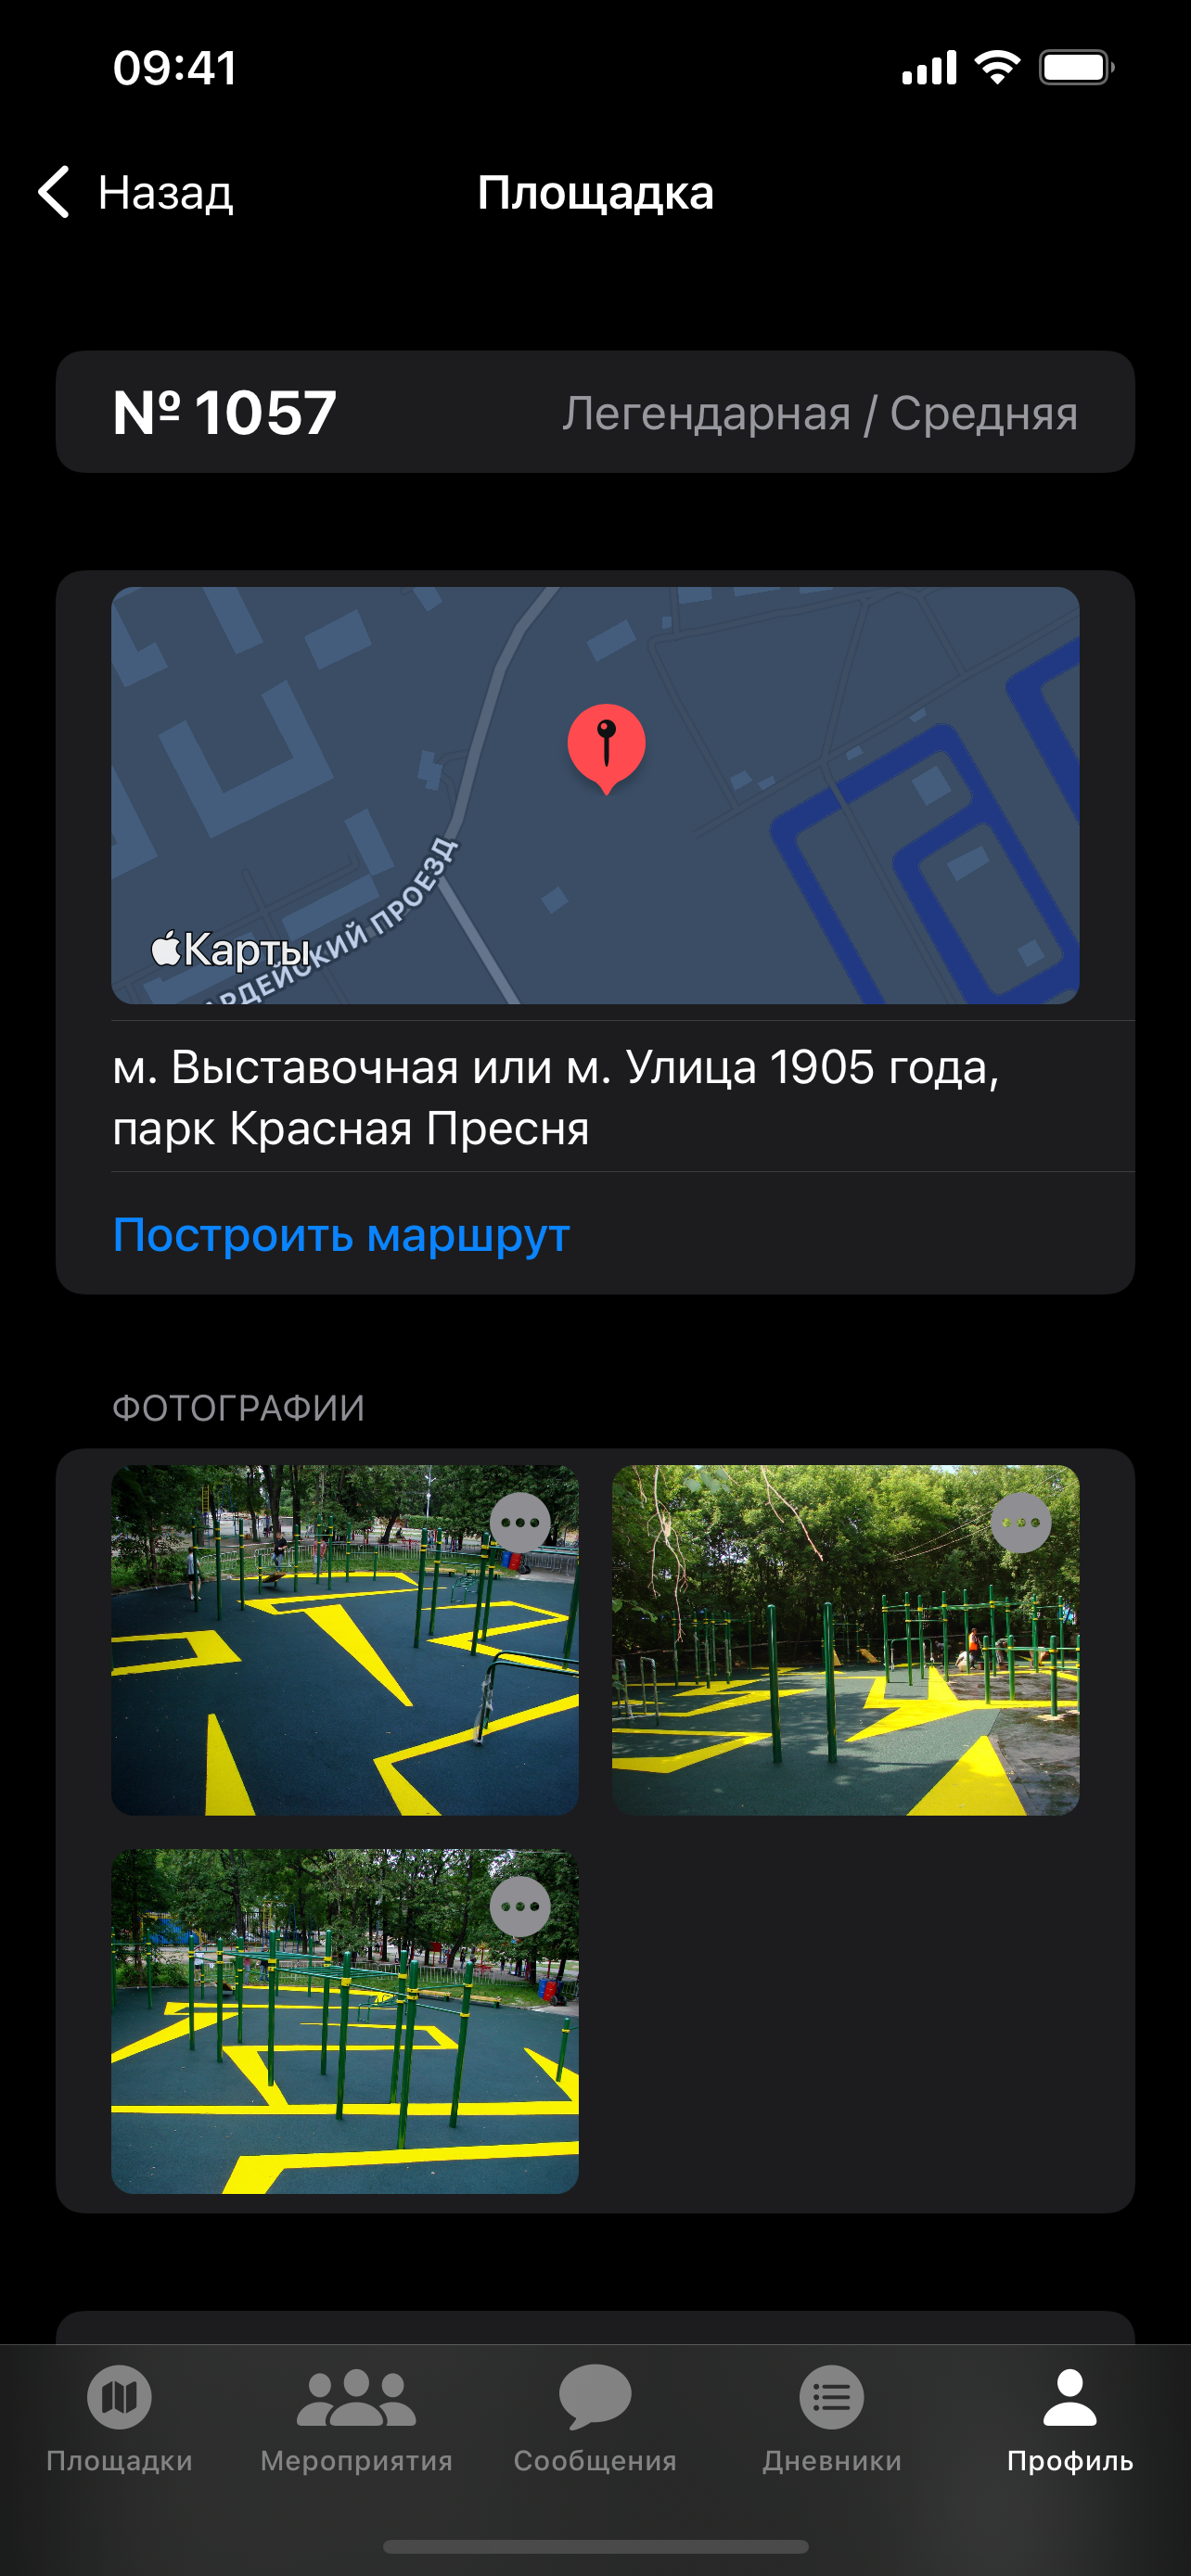 09:41
Назад
Площадка
№ 1057
Легендарная / Средняя
АРДЕЙСКИЙ ПРОЕЗД
Карты
м. Выставочная или м. Улица 1905 года,
парк Красная Пресня
Построить маршрут
ФОТОГРАФИИ
Площадки
Мероприятия
Сообщения
Дневники
Профиль